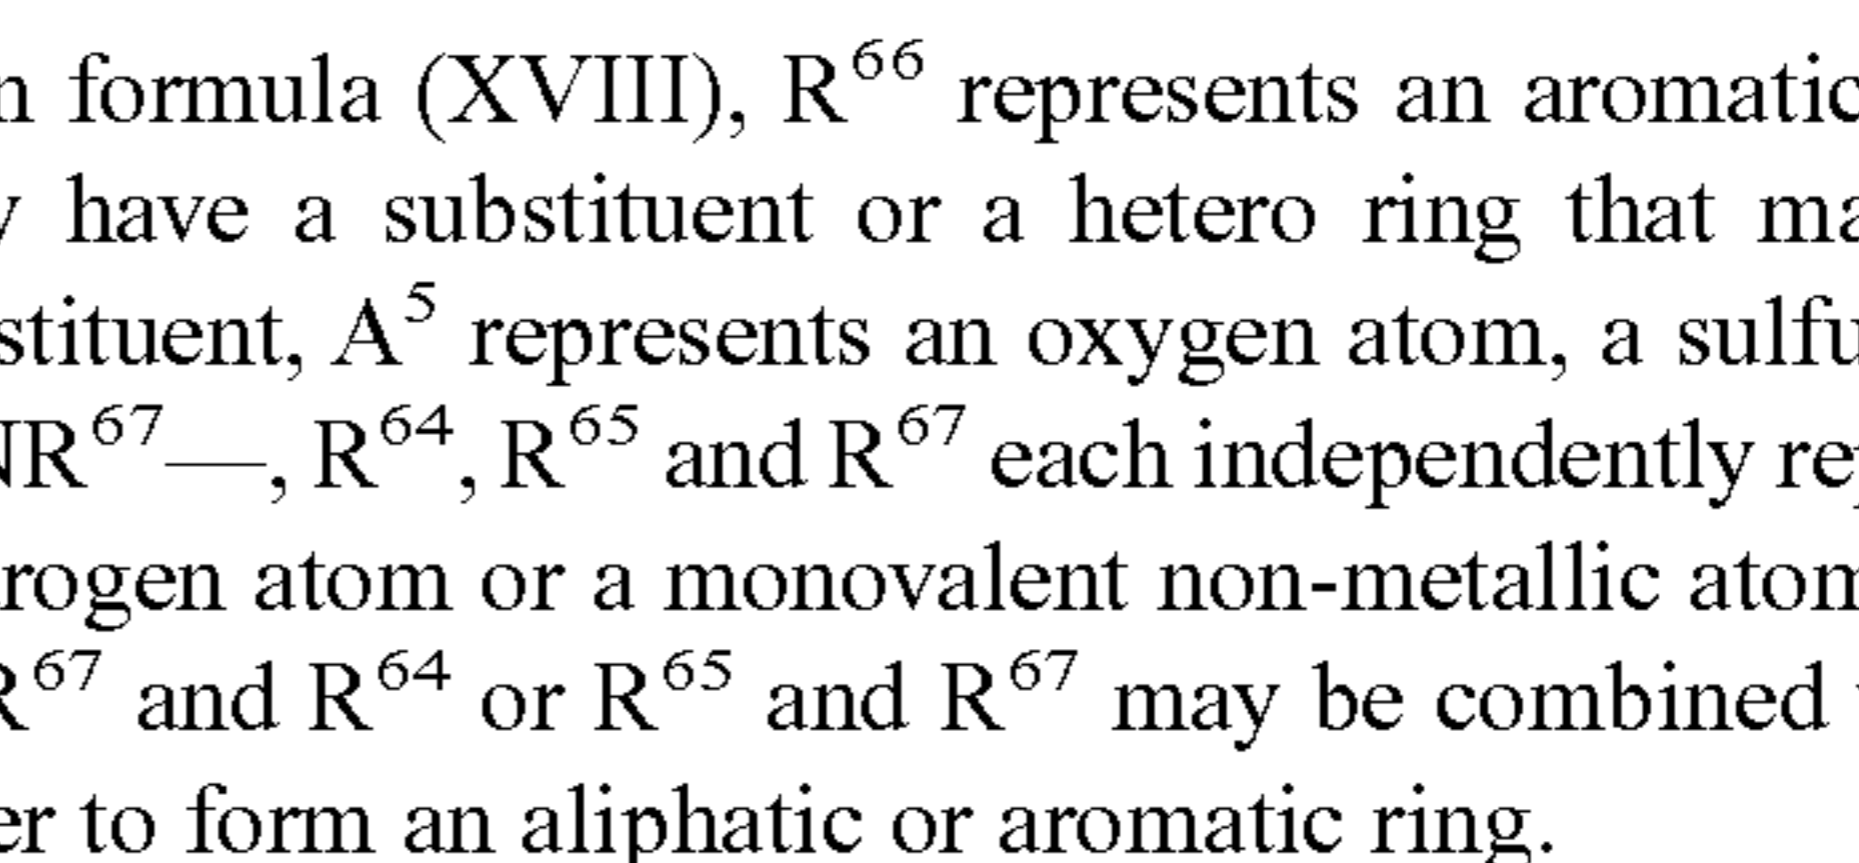 n formula (XVIII), R⁶⁶ represents an aromatic
y have a substituent or a hetero ring that ma
stituent, A⁵ represents an oxygen atom, a sulfu
NR⁶⁷—, R⁶⁴, R⁶⁵ and R⁶⁷ each independently rep
rogen atom or a monovalent non-metallic atom
R⁶⁷ and R⁶⁴ or R⁶⁵ and R⁶⁷ may be combined
er to form an aliphatic or aromatic ring.